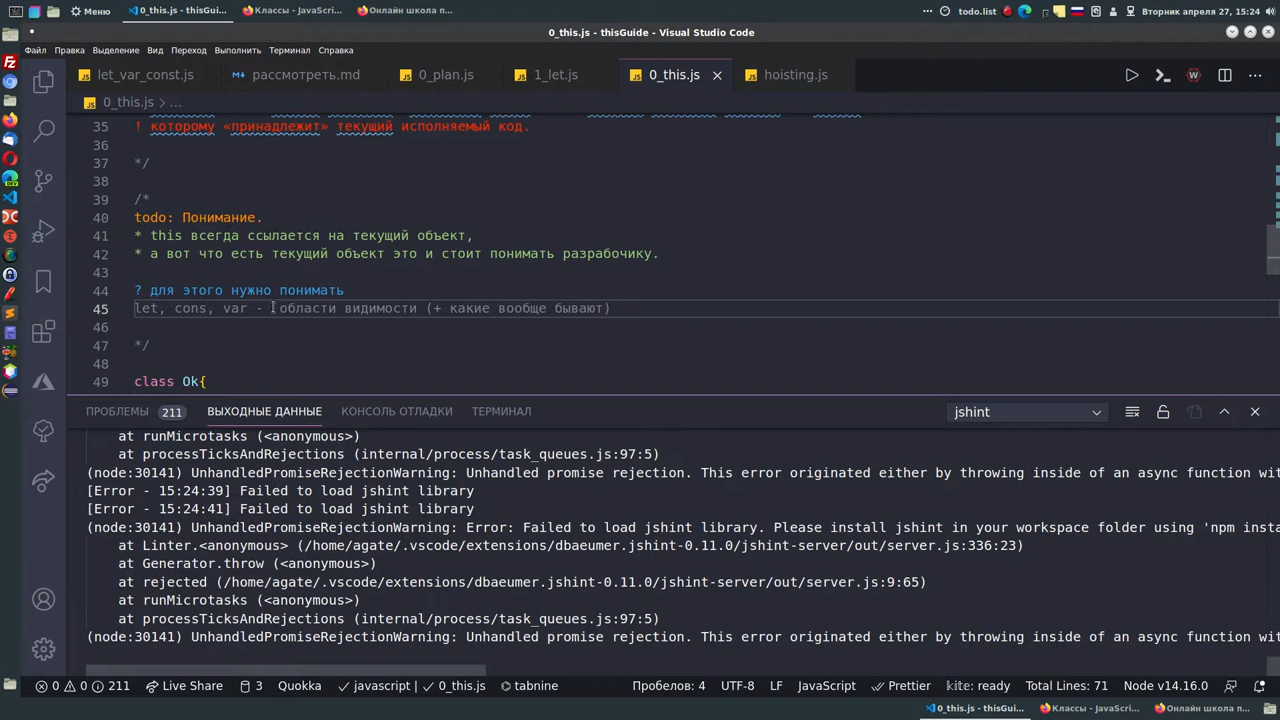 Меню
0_this.js - thisGui...
Классы - JavaScri...
Онлайн школа п...
todo.list
Вторник апреля 27, 15:24
0_this.js - thisGuide - Visual Studio Code
Файл Правка Выделение Вид Переход Выполнить Терминал Справка
let_var_const.js
рассмотреть.md
0_plan.js
1_let.js
0_this.js
hoisting.js
0_this.js > ...
35 ! которому «принадлежит» текущий исполняемый код.
36
37 */
38
39 /*
40 todo: Понимание.
41 * this всегда ссылается на текущий объект,
42 * а вот что есть текущий объект это и стоит понимать разрабочику.
43
44 ? для этого нужно понимать
45 let, cons, var - области видимости (+ какие вообще бывают)
46
47 */
48
49 class Ok{
ПРОБЛЕМЫ 211 ВЫХОДНЫЕ ДАННЫЕ КОНСОЛЬ ОТЛАДКИ ТЕРМИНАЛ jshint
at runMicrotasks (<anonymous>)
at processTicksAndRejections (internal/process/task_queues.js:97:5)
(node:30141) UnhandledPromiseRejectionWarning: Unhandled promise rejection. This error originated either by throwing inside of an async function wit
[Error - 15:24:39] Failed to load jshint library
[Error - 15:24:41] Failed to load jshint library
(node:30141) UnhandledPromiseRejectionWarning: Error: Failed to load jshint library. Please install jshint in your workspace folder using 'npm insta
at Linter.<anonymous> (/home/agate/.vscode/extensions/dbaeumer.jshint-0.11.0/jshint-server/out/server.js:336:23)
at Generator.throw (<anonymous>)
at rejected (/home/agate/.vscode/extensions/dbaeumer.jshint-0.11.0/jshint-server/out/server.js:9:65)
at runMicrotasks (<anonymous>)
at processTicksAndRejections (internal/process/task_queues.js:97:5)
(node:30141) UnhandledPromiseRejectionWarning: Unhandled promise rejection. This error originated either by throwing inside of an async function wit
0 0 211 Live Share 3 Quokka javascript | 0_this.js tabnine Пробелов: 4 UTF-8 LF JavaScript Prettier kite: ready Total Lines: 71 Node v14.16.0
0_this.js - thisGui...
Классы - JavaScri...
Онлайн школа п...